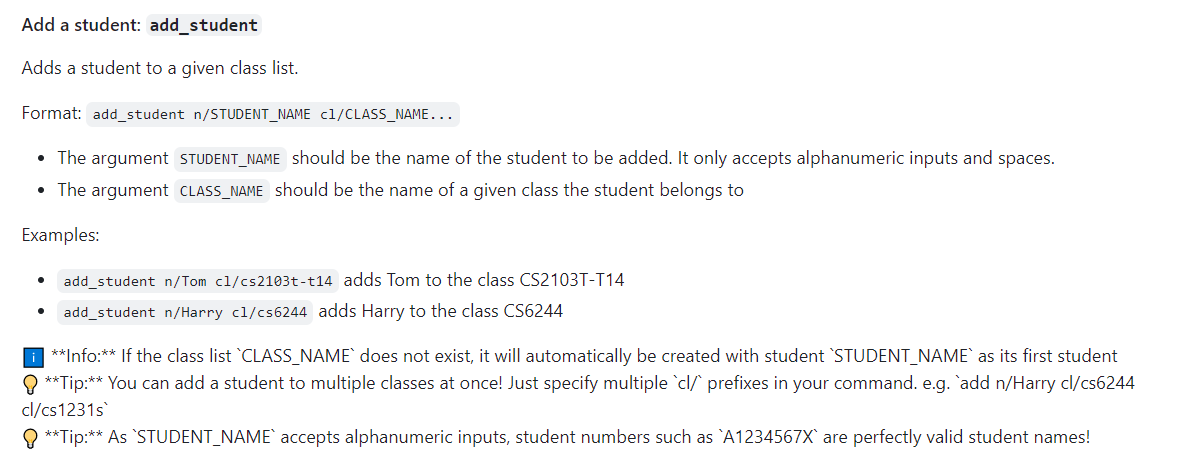 Add a student: add_student
Adds a student to a given class list.
Format: add_student n/STUDENT_NAME cl/CLASS_NAME...
• The argument STUDENT_NAME should be the name of the student to be added. It only accepts alphanumeric inputs and spaces.
• The argument CLASS_NAME should be the name of a given class the student belongs to
Examples:
• add_student n/Tom cl/cs2103t-t14 adds Tom to the class CS2103T-T14
• add_student n/Harry cl/cs6244 adds Harry to the class CS6244
ℹ️ **Info:** If the class list `CLASS_NAME` does not exist, it will automatically be created with student `STUDENT_NAME` as its first student
💡 **Tip:** You can add a student to multiple classes at once! Just specify multiple `cl/` prefixes in your command. e.g. `add n/Harry cl/cs6244
cl/cs1231s`
💡 **Tip:** As `STUDENT_NAME` accepts alphanumeric inputs, student numbers such as `A1234567X` are perfectly valid student names!